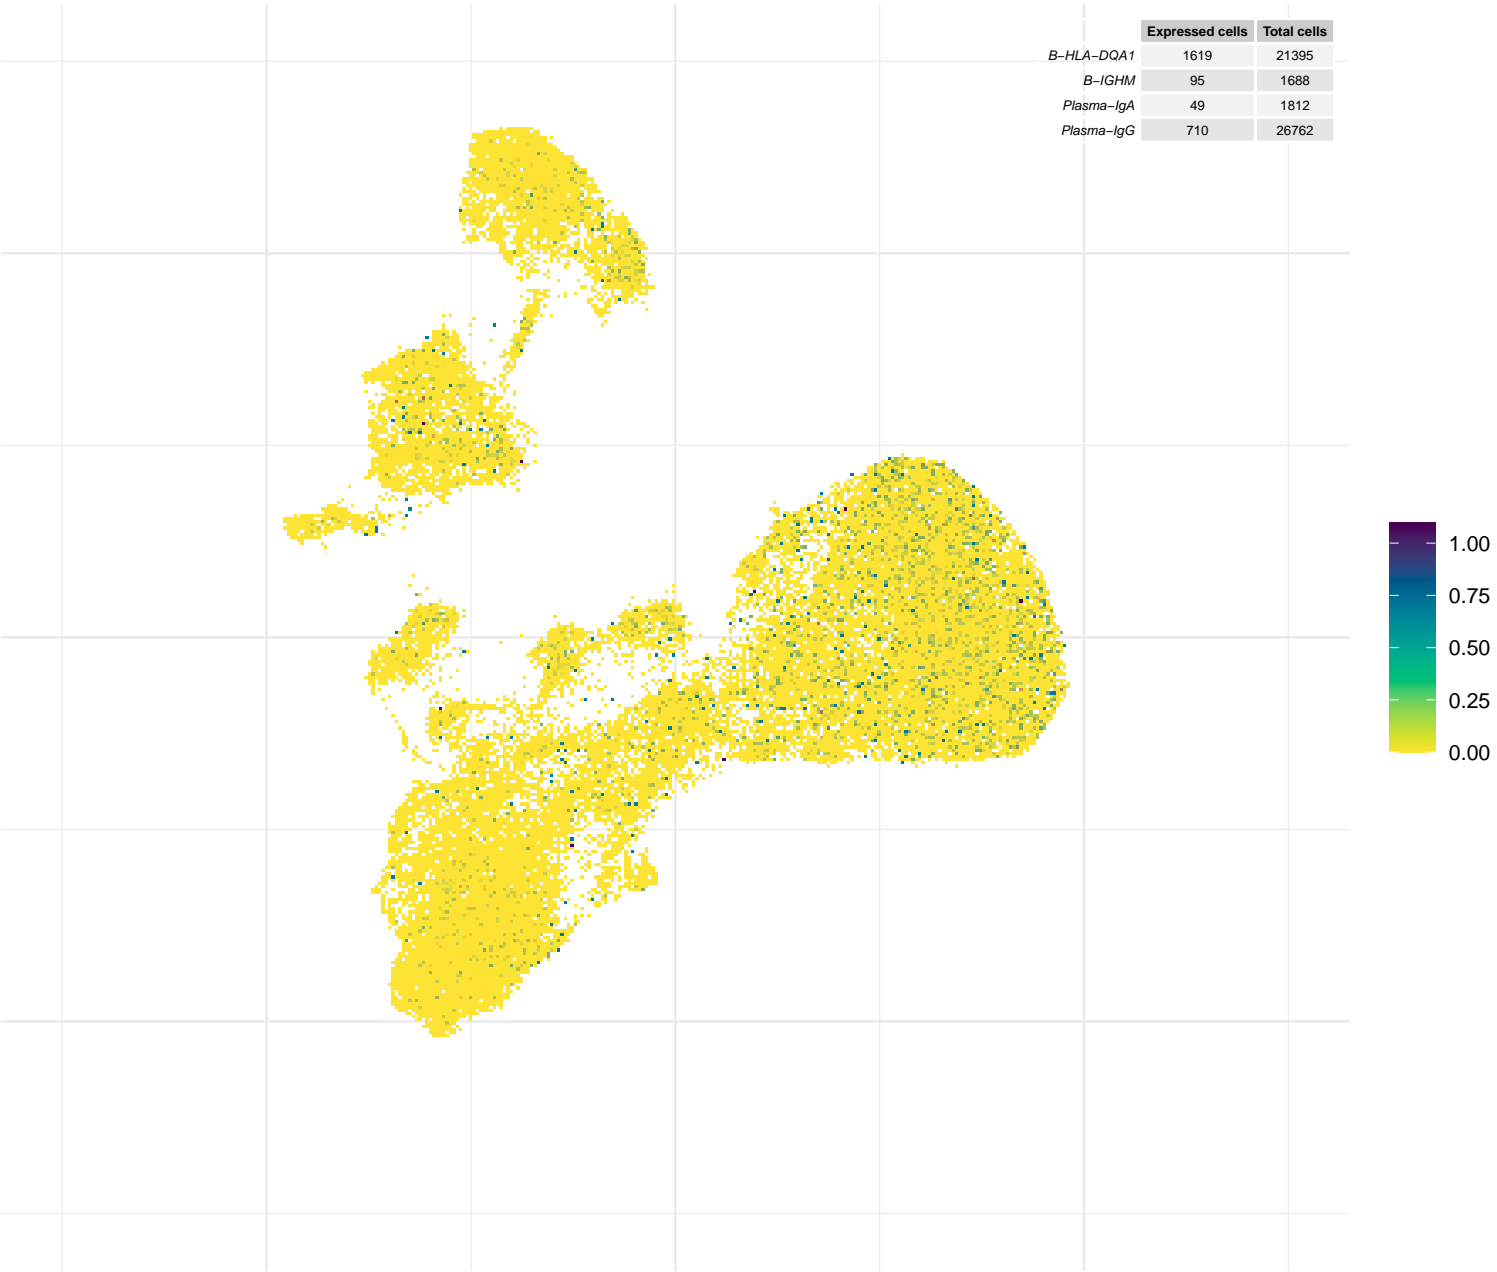 Expressed cells Total cells
B−HLA−DQA1 1619 21395
B−IGHM 95 1688
Plasma−IgA 49 1812
Plasma−IgG 710 26762
1.00
0.75
0.50
0.25
0.00